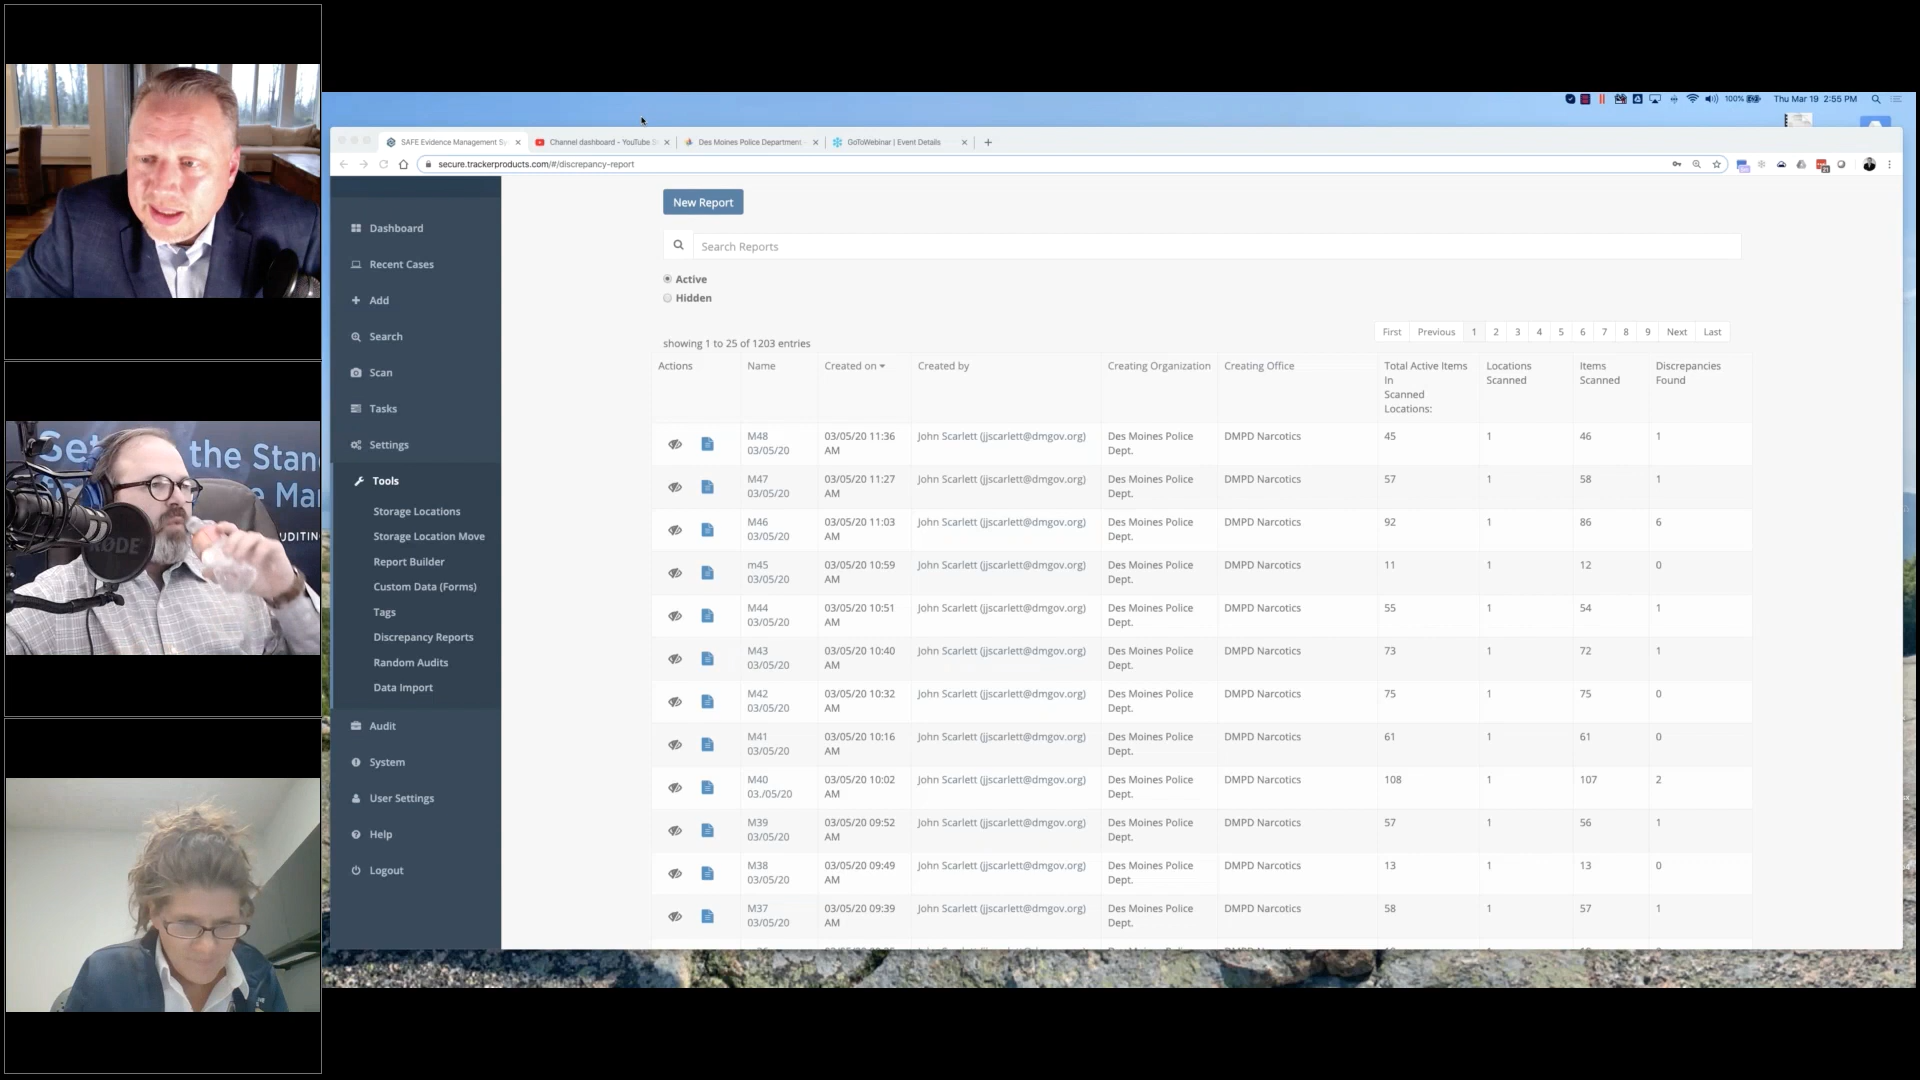 Thu Mar 19 2:55 PM
100%
SAFE Evidence Management Sy
Channel dashboard - YouTube S
Des Moines Police Department
GoToWebinar | Event Details
secure.trackerproducts.com/#/discrepancy-report
Set the Stan
e Ma
UDITIN
RODE
Dashboard
Recent Cases
Add
Search
Scan
Tasks
Settings
Tools
Storage Locations
Storage Location Move
Report Builder
Custom Data (Forms)
Tags
Discrepancy Reports
Random Audits
Data Import
Audit
System
User Settings
Help
Logout
New Report
Search Reports
Active
Hidden
First Previous 1 2 3 4 5 6 7 8 9 Next Last
showing 1 to 25 of 1203 entries
Actions Name Created on Created by Creating Organization Creating Office Total Active Items Locations Items Discrepancies
In Scanned Scanned Found
Scanned
Locations:
M48 03/05/20 11:36 John Scarlett (jjscarlett@dmgov.org) Des Moines Police DMPD Narcotics 45 1 46 1
03/05/20 AM Dept.
M47 03/05/20 11:27 John Scarlett (jjscarlett@dmgov.org) Des Moines Police DMPD Narcotics 57 1 58 1
03/05/20 AM Dept.
M46 03/05/20 11:03 John Scarlett (jjscarlett@dmgov.org) Des Moines Police DMPD Narcotics 92 1 86 6
03/05/20 AM Dept.
m45 03/05/20 10:59 John Scarlett (jjscarlett@dmgov.org) Des Moines Police DMPD Narcotics 11 1 12 0
03/05/20 AM Dept.
M44 03/05/20 10:51 John Scarlett (jjscarlett@dmgov.org) Des Moines Police DMPD Narcotics 55 1 54 1
03/05/20 AM Dept.
M43 03/05/20 10:40 John Scarlett (jjscarlett@dmgov.org) Des Moines Police DMPD Narcotics 73 1 72 1
03/05/20 AM Dept.
M42 03/05/20 10:32 John Scarlett (jjscarlett@dmgov.org) Des Moines Police DMPD Narcotics 75 1 75 0
03/05/20 AM Dept.
M41 03/05/20 10:16 John Scarlett (jjscarlett@dmgov.org) Des Moines Police DMPD Narcotics 61 1 61 0
03/05/20 AM Dept.
M40 03/05/20 10:02 John Scarlett (jjscarlett@dmgov.org) Des Moines Police DMPD Narcotics 108 1 107 2
03./05/20 AM Dept.
M39 03/05/20 09:52 John Scarlett (jjscarlett@dmgov.org) Des Moines Police DMPD Narcotics 57 1 56 1
03/05/20 AM Dept.
M38 03/05/20 09:49 John Scarlett (jjscarlett@dmgov.org) Des Moines Police DMPD Narcotics 13 1 13 0
03/05/20 AM Dept.
M37 03/05/20 09:39 John Scarlett (jjscarlett@dmgov.org) Des Moines Police DMPD Narcotics 58 1 57 1
03/05/20 AM Dept.